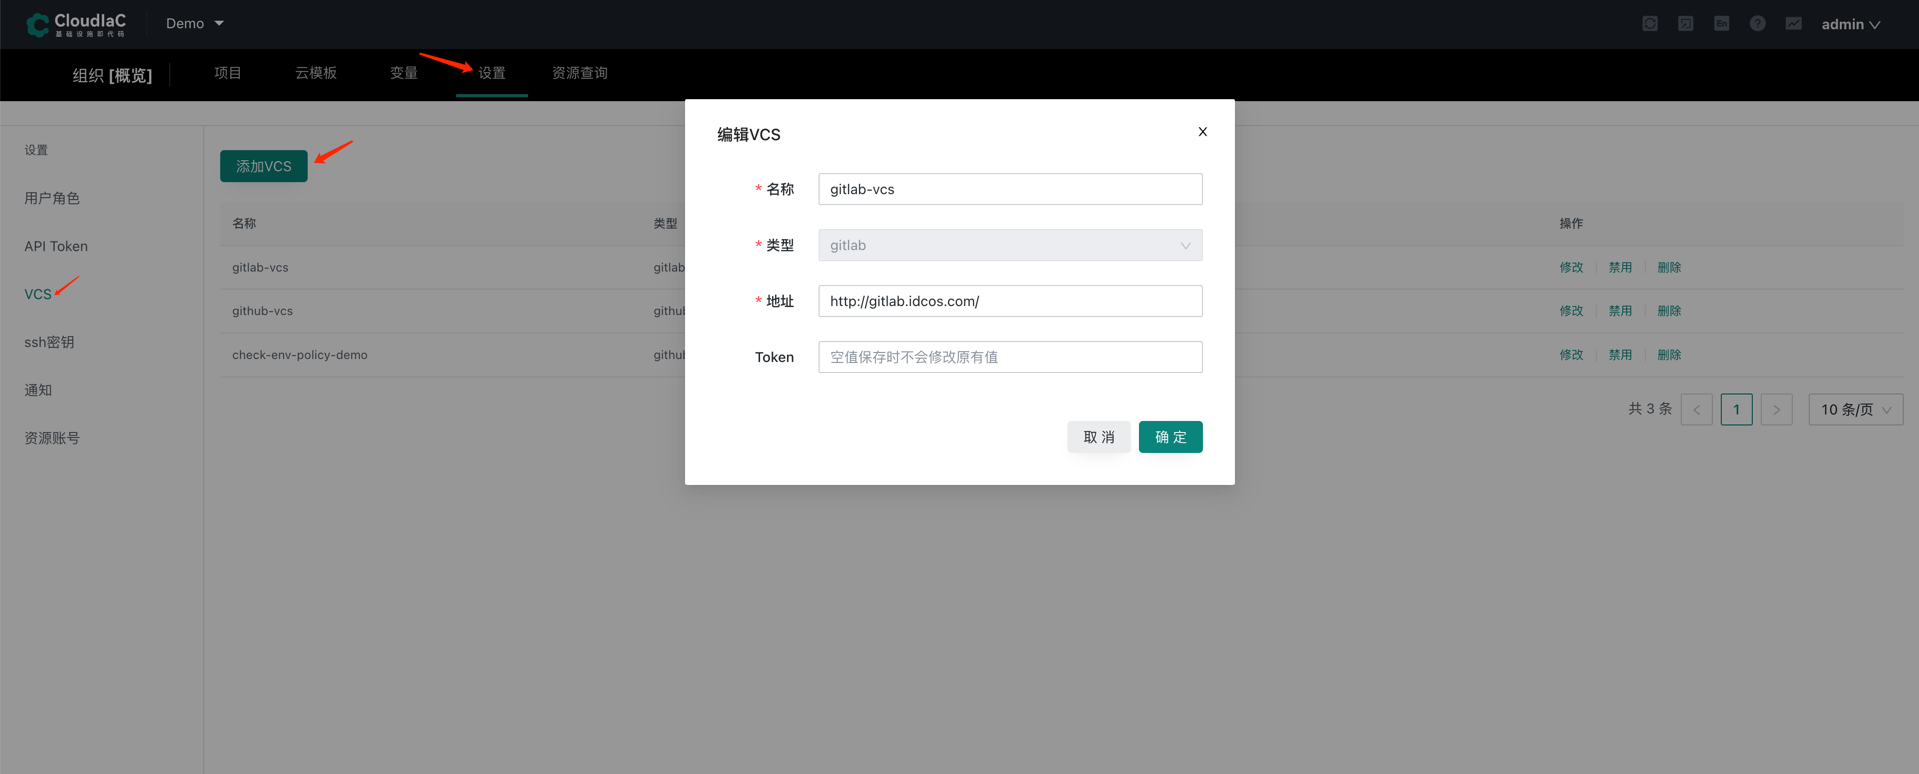 CloudIaC
基础设施即代码
Demo
En
?
admin
组织 [概览]
项目
云模板
变量
设置
资源查询
设置
用户角色
API Token
VCS
ssh密钥
通知
资源账号
添加VCS
名称 类型 操作
gitlab-vcs gitlab 修改 禁用 删除
github-vcs github 修改 禁用 删除
check-env-policy-demo github 修改 禁用 删除
共 3 条 < 1 > 10 条/页
编辑VCS
* 名称 gitlab-vcs
* 类型 gitlab
* 地址 http://gitlab.idcos.com/
Token 空值保存时不会修改原有值
取 消 确 定